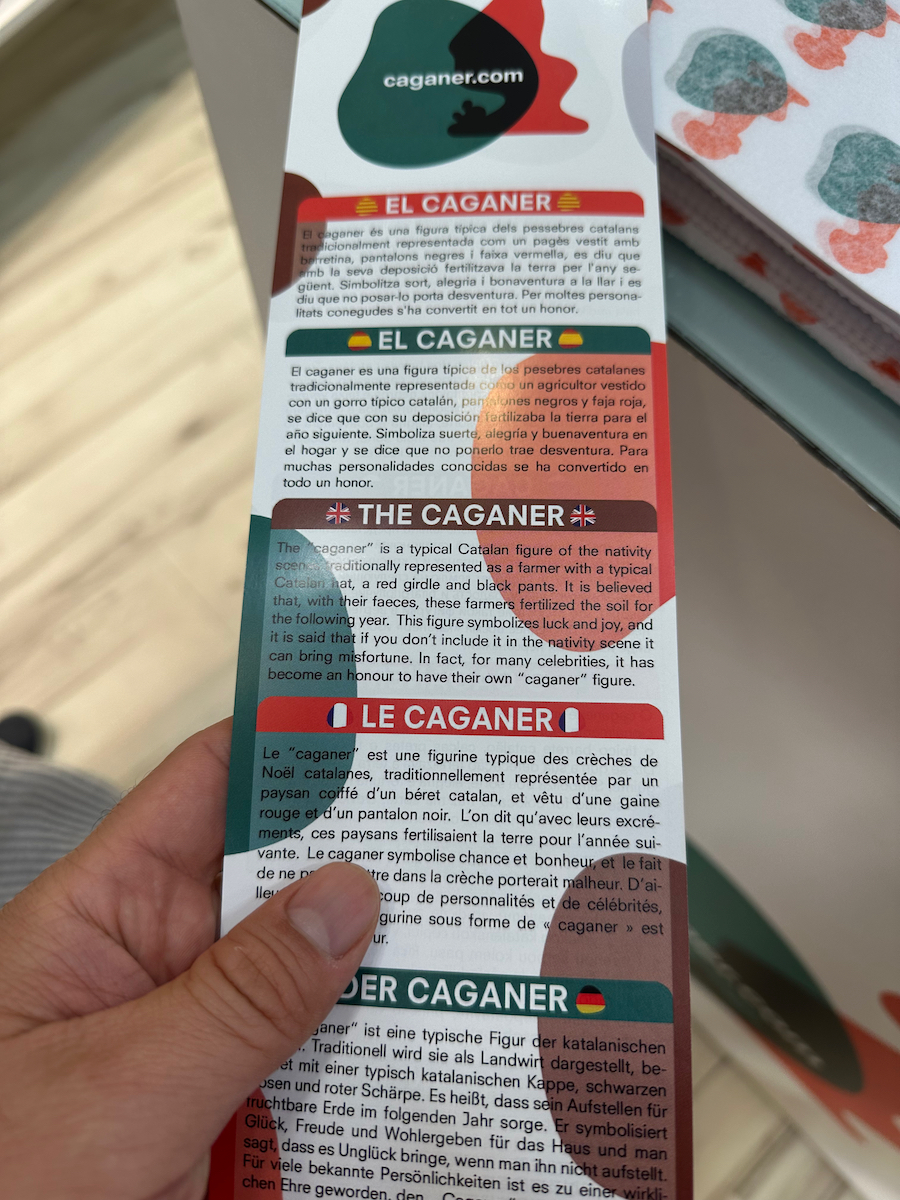 caganer.com
EL CAGANER
El caganer és una figura típica dels pessebres catalans
tradicionalment representada com un pagès vestit amb
barretina, pantalons negres i faixa vermella, es diu que
amb la seva deposició fertilitzava la terra per l'any se-
güent. Simbolitza sort, alegria i bonaventura a la llar i es
diu que no posar-lo porta desventura. Per moltes persona-
litats conegudes s'ha convertit en tot un honor.
EL CAGANER
El caganer es una figura típica de los pesebres catalanes
tradicionalmente representada como un agricultor vestido
con un gorro típico catalán, pantalones negros y faja roja,
se dice que con su deposición fertilizaba la tierra para el
año siguiente. Simboliza suerte, alegría y buenaventura en
el hogar y se dice que no ponerlo trae desventura. Para
muchas personalidades conocidas se ha convertido en
todo un honor.
THE CAGANER
The "caganer" is a typical Catalan figure of the nativity
scene traditionally represented as a farmer with a typical
Catalan hat, a red girdle and black pants. It is believed
that, with their faeces, these farmers fertilized the soil for
the following year. This figure symbolizes luck and joy, and
it is said that if you don't include it in the nativity scene it
can bring misfortune. In fact, for many celebrities, it has
become an honour to have their own "caganer" figure.
LE CAGANER
Le "caganer" est une figurine typique des crèches de
Noël catalanes, traditionnellement représentée par un
paysan coiffé d'un béret catalan, et vêtu d'une gaine
rouge et d'un pantalon noir. L'on dit qu'avec leurs excré-
ments, ces paysans fertilisaient la terre pour l'année sui-
vante. Le caganer symbolise chance et bonheur, et le fait
de ne dans la crèche porterait malheur. D'ai-
de personnalités et de célébrités,
sous forme de « caganer » est
DER CAGANER
ist eine typische Figur der katalanischen
Traditionell wird sie als Landwirt dargestellt, be-
mit einer typisch katalanischen Kappe, schwarzen
und roter Schärpe. Es heißt, dass sein Aufstellen für
fruchtbare Erde im folgenden Jahr sorge. Er symbolisiert
Glück, Freude und Wohlergehen für das Haus und man
sagt, dass es Unglück bringe, wenn man ihn nicht aufstellt.
Für viele bekannte Persönlichkeiten ist es zu einer wirkli-
chen Ehre geworden, den